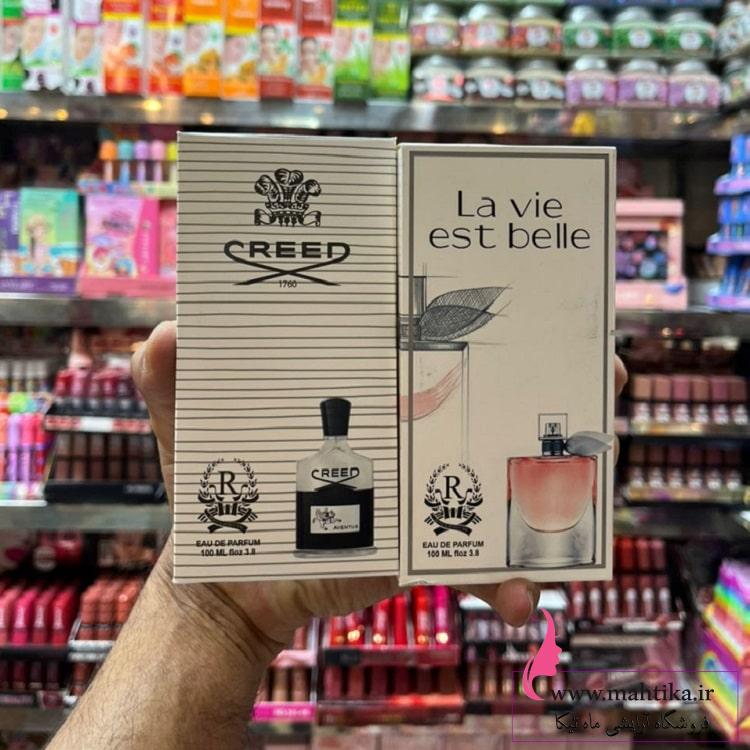 CREED
1760
CREED
AVENTUS
R
EAU DE PARFUM
100 ML floz 3.8
La vie
est belle
R
EAU DE PARFUM
100 ML floz 3.8
www.mahtika.ir
فروشگاه آرایشی ماه تیکا